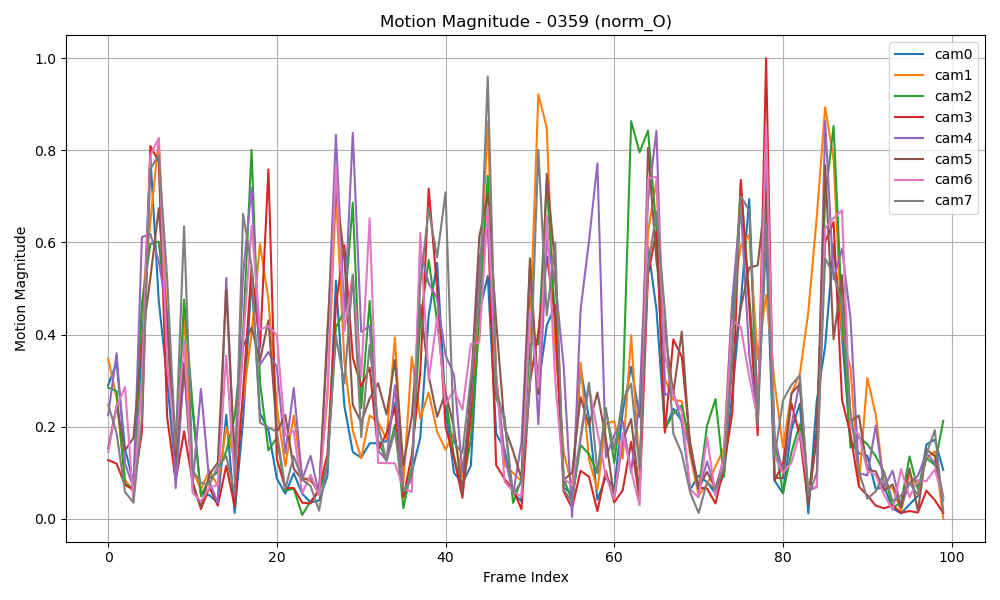 Motion Magnitude - 0359 (norm_O)
Motion Magnitude
1.0
0.8
0.6
0.4
0.2
0.0
0
20
40
60
80
100
Frame Index
cam0
cam1
cam2
cam3
cam4
cam5
cam6
cam7